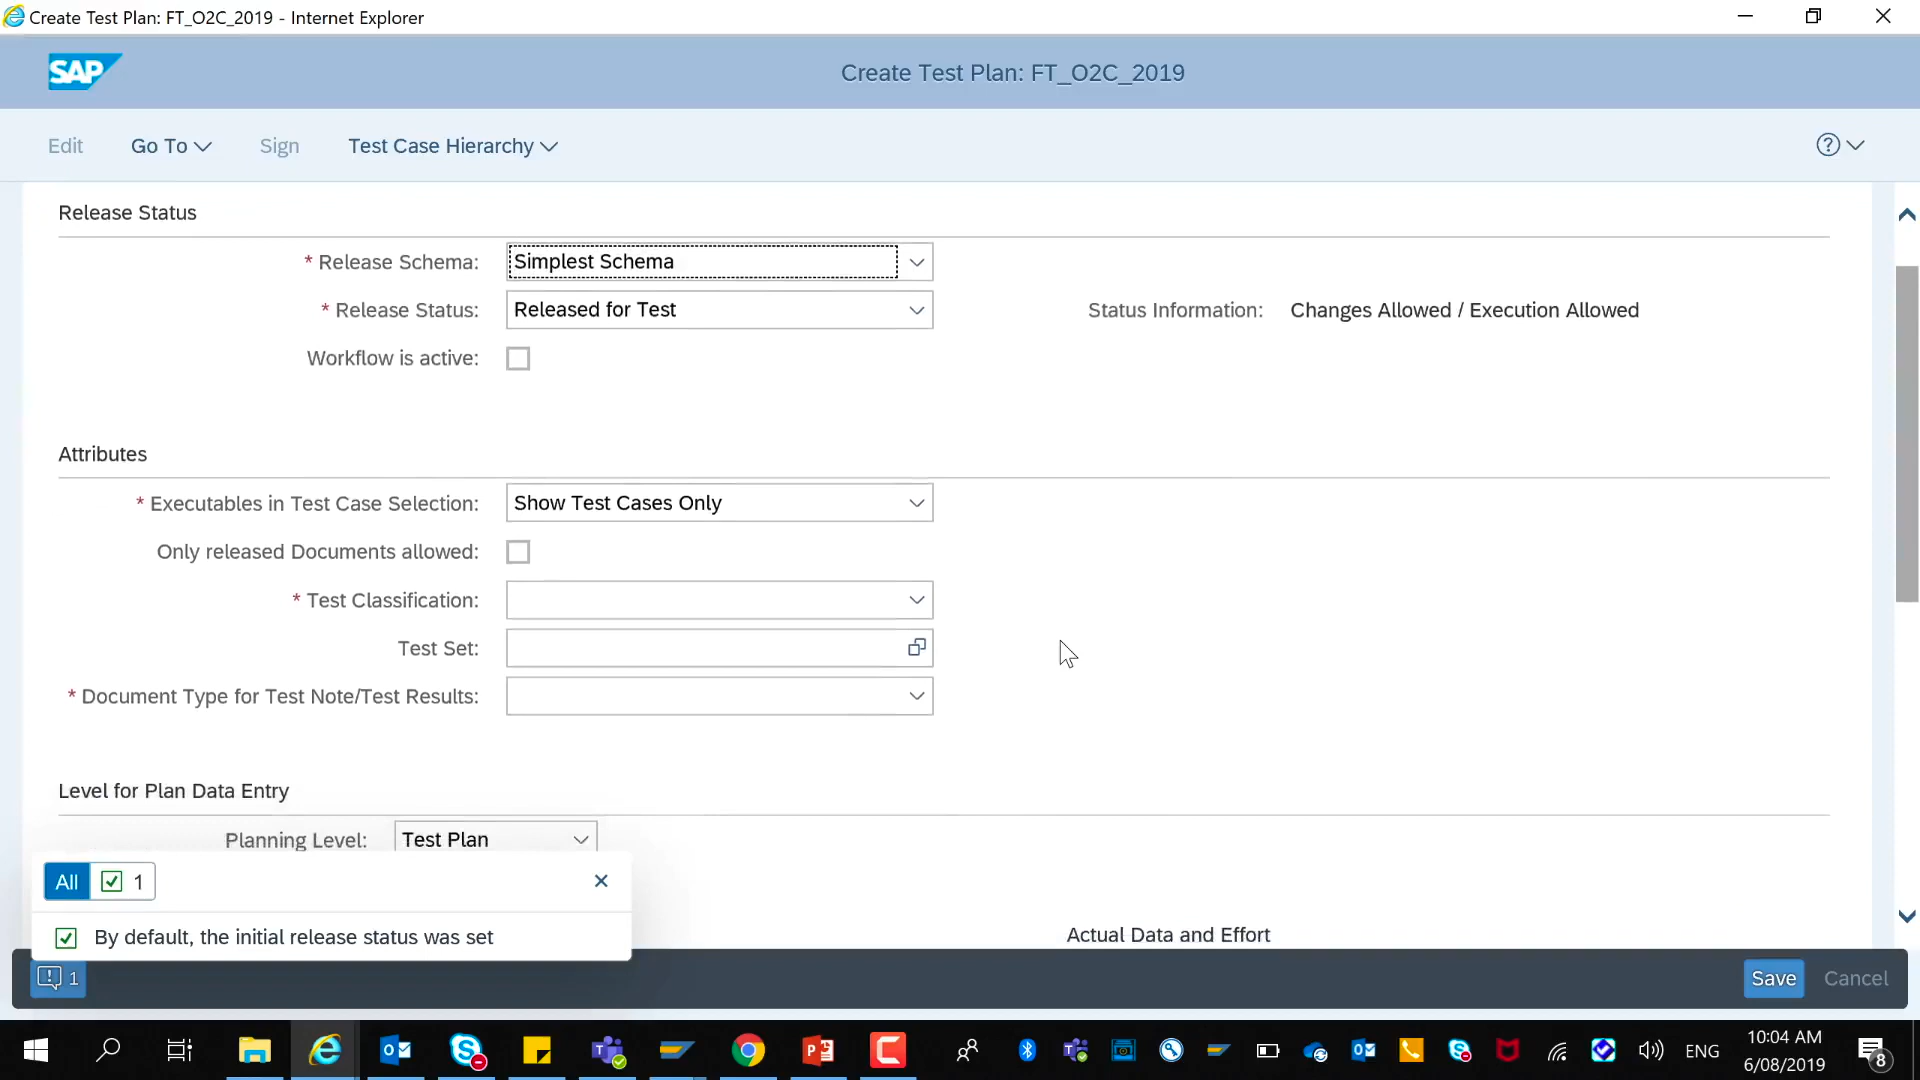 Create Test Plan: FT_O2C_2019 - Internet Explorer
SAP
Create Test Plan: FT_O2C_2019
Edit Go To Sign Test Case Hierarchy
Release Status
* Release Schema: Simplest Schema
* Release Status: Released for Test Status Information: Changes Allowed / Execution Allowed
Workflow is active:
Attributes
* Executables in Test Case Selection: Show Test Cases Only
Only released Documents allowed:
* Test Classification:
Test Set:
* Document Type for Test Note/Test Results:
Level for Plan Data Entry
Planning Level: Test Plan
All 1
By default, the initial release status was set
Actual Data and Effort
1 Save Cancel
ENG 10:04 AM
6/08/2019 8